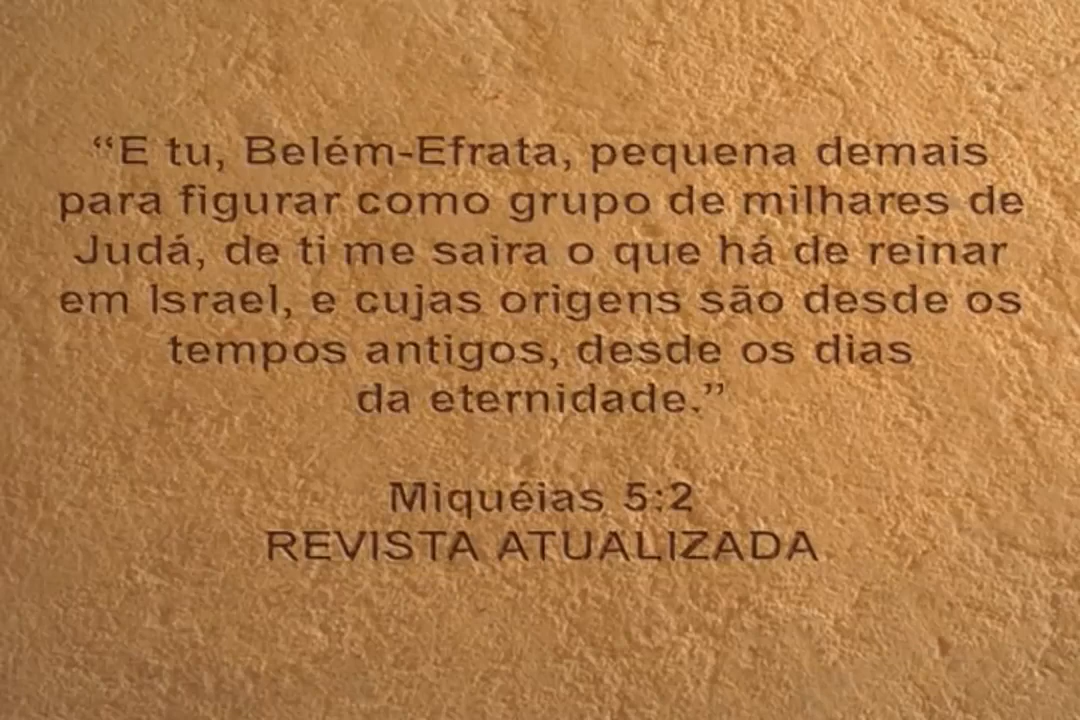 “E tu, Belém-Efrata, pequena demais
para figurar como grupo de milhares de
Judá, de ti me saira o que há de reinar
em Israel, e cujas origens são desde os
tempos antigos, desde os dias
da eternidade.”
Miquéias 5:2
REVISTA ATUALIZADA